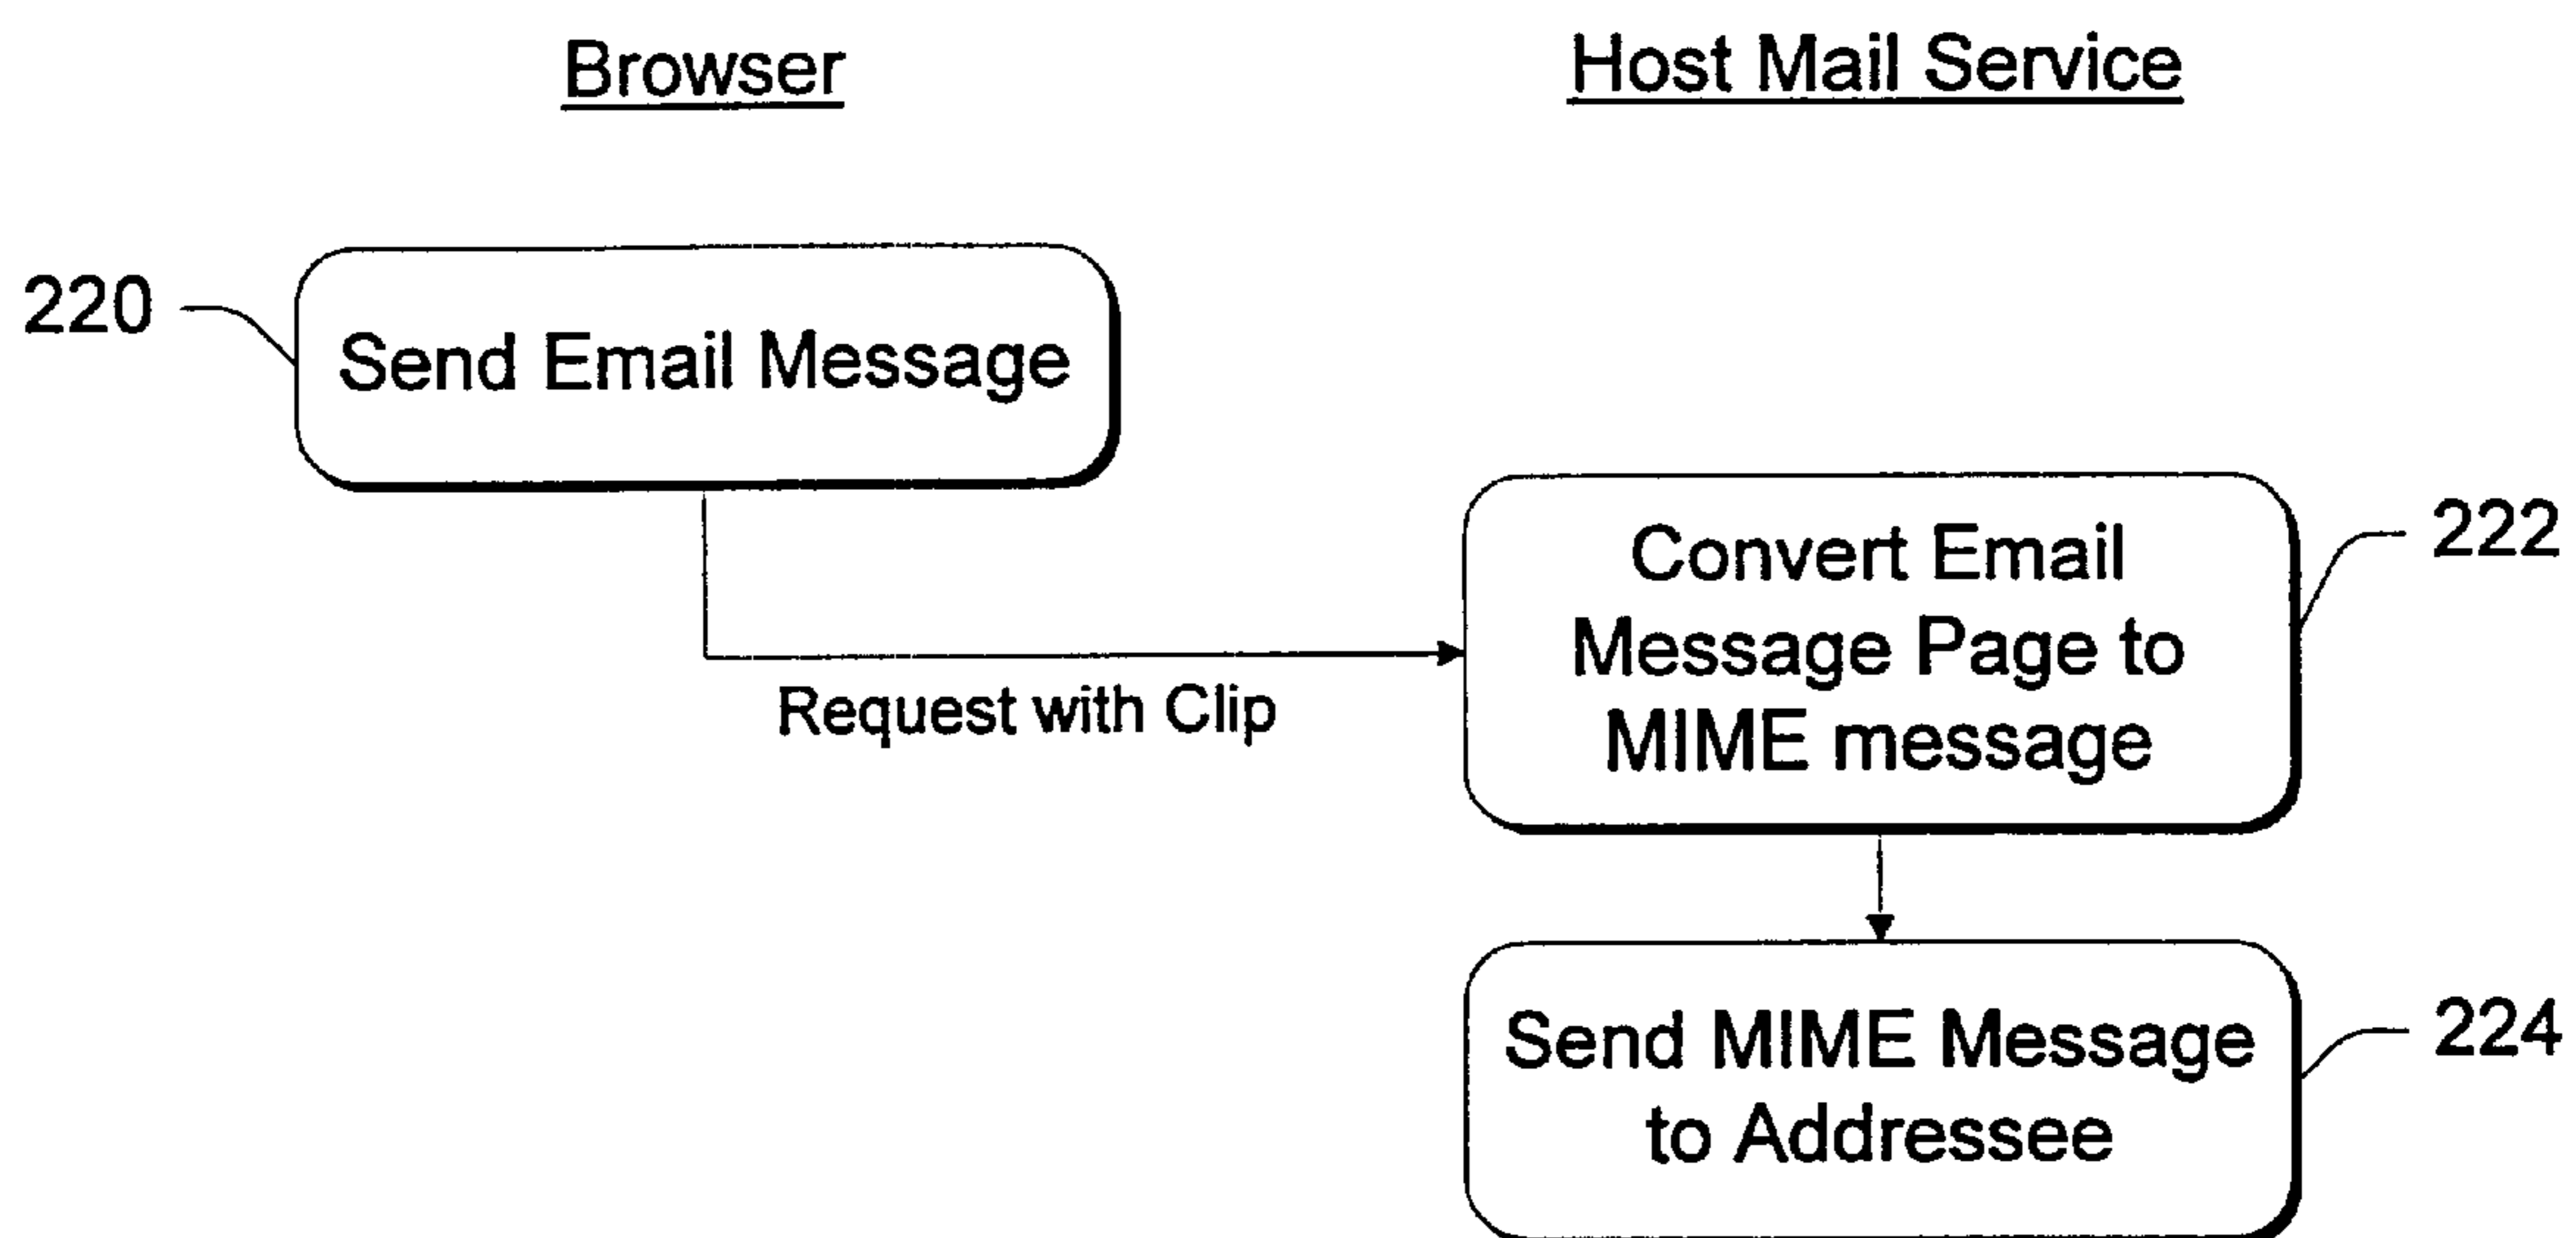 Browser
Host Mail Service
220
Send Email Message
Request with Clip
Convert Email
Message Page to
MIME message
222
Send MIME Message
to Addressee
224